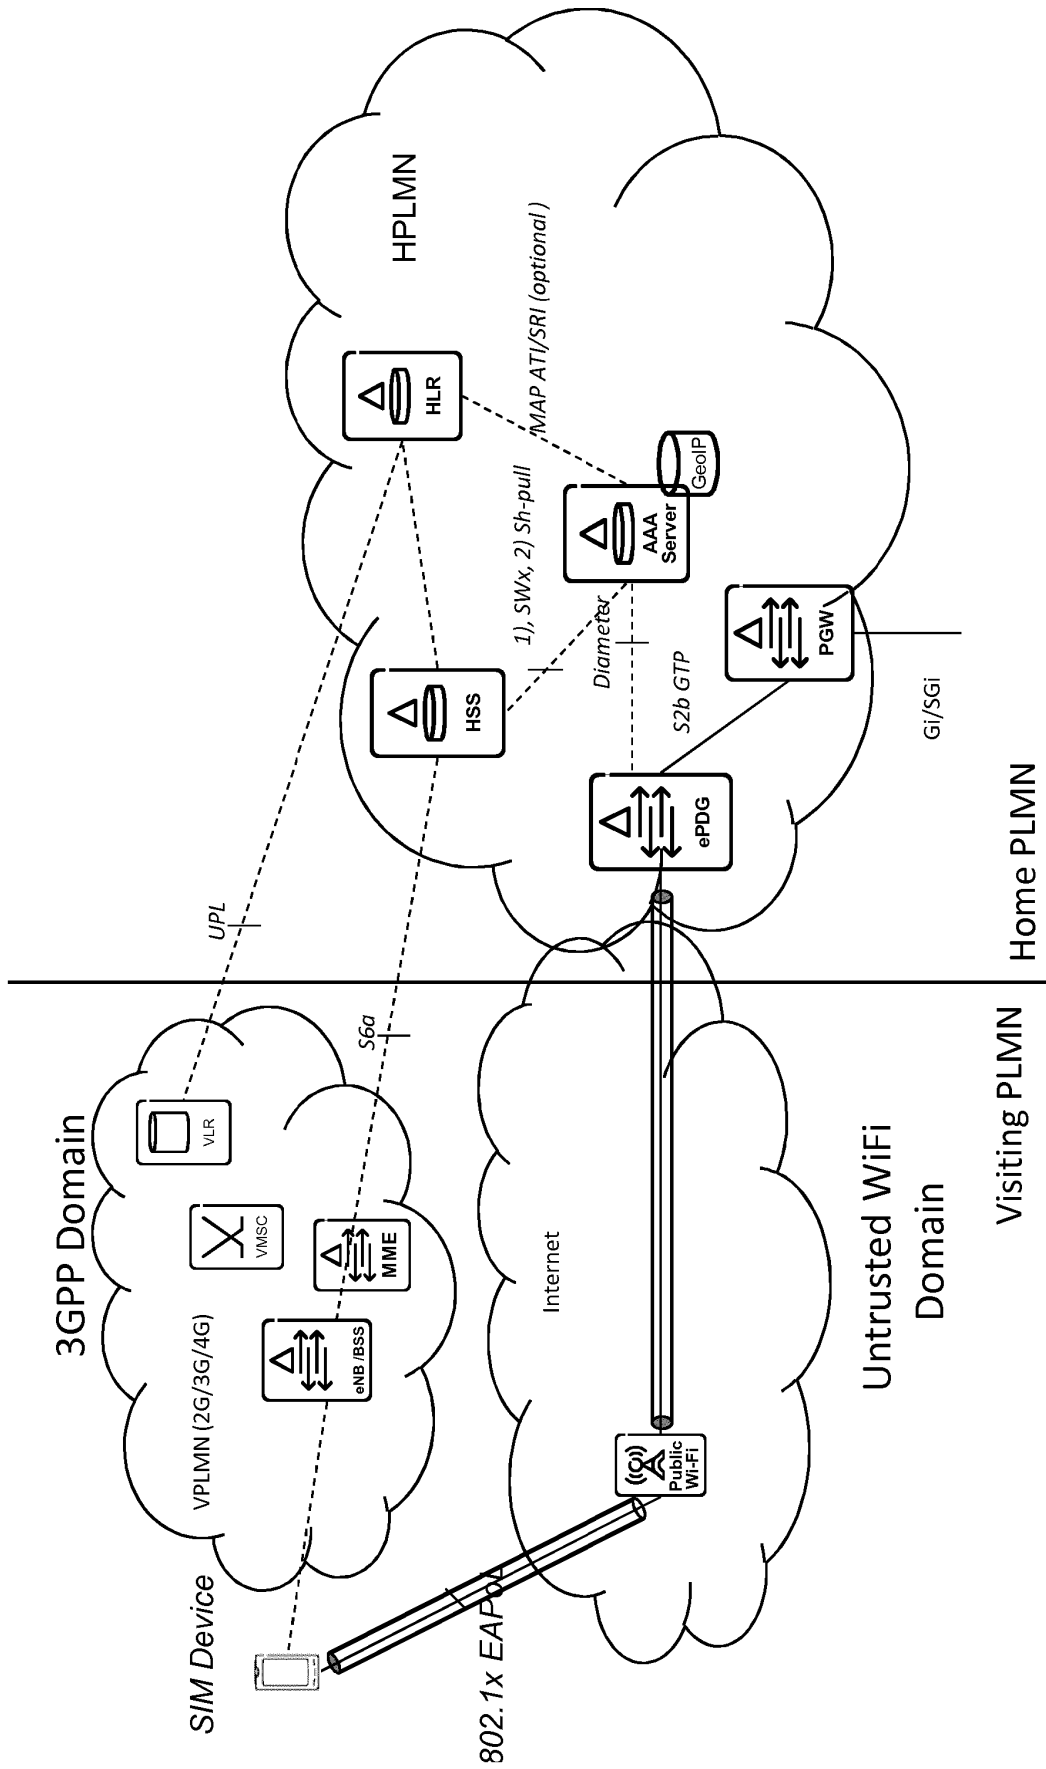 3GPP Domain
SIM Device
VPLMN (2G/3G/4G)
VMSC
VLR
eNB /BSS
MME
UPL
S6a
HPLMN
HLR
HSS
MAP ATI/SRI (optional )
1), SWx, 2) Sh-pull
Diameter
AAA
Server
GeoIP
S2b GTP
ePDG
PGW
Gi/SGi
802.1x EAPoL
Internet
Public
Wi-Fi
Untrusted WiFi
Domain
Visiting PLMN
Home PLMN